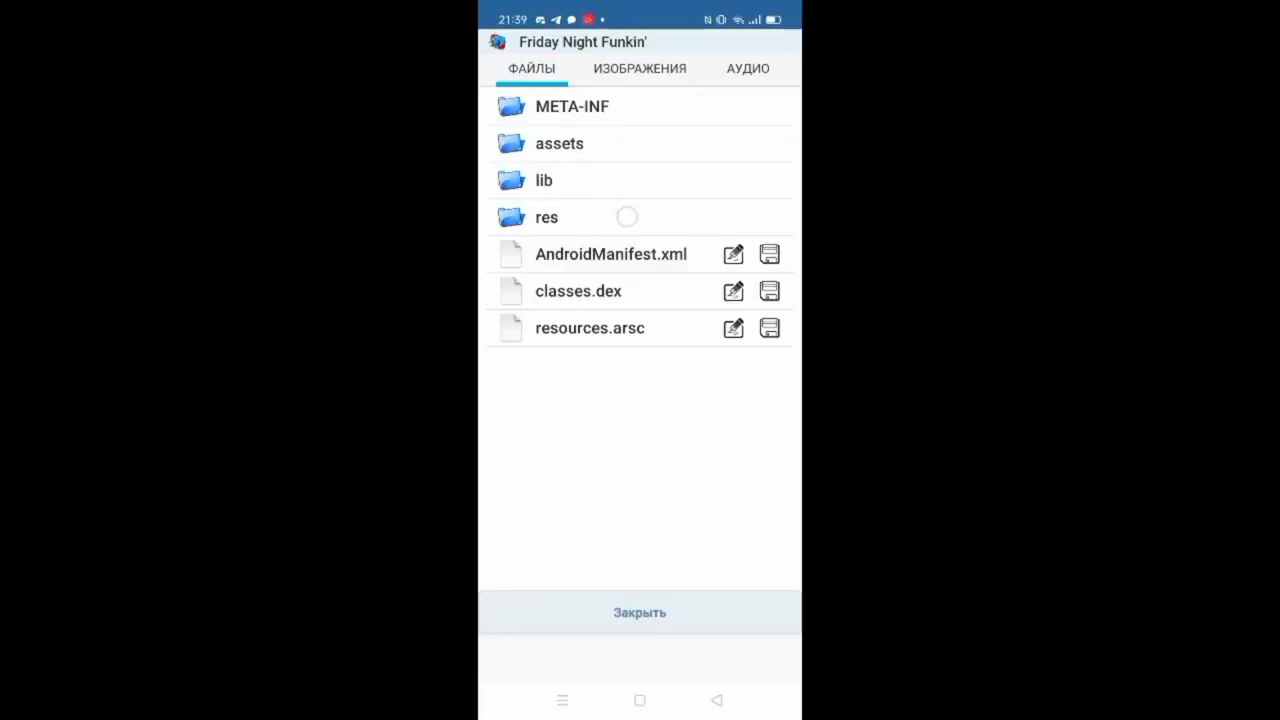 21:39
Friday Night Funkin'
ФАЙЛЫ ИЗОБРАЖЕНИЯ АУДИО
META-INF
assets
lib
res
AndroidManifest.xml
classes.dex
resources.arsc
Закрыть